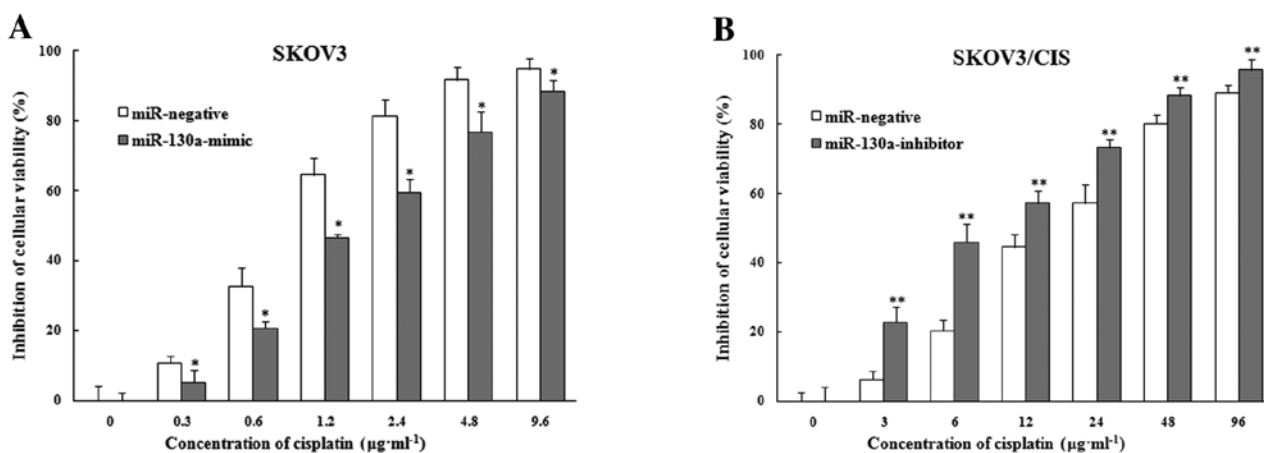 A
SKOV3
Inhibition of cellular viability (%)
100
80
60
40
20
0
miR-negative
miR-130a-mimic
*
*
*
*
*
*
0 0.3 0.6 1.2 2.4 4.8 9.6
Concentration of cisplatin (µg·ml-1)
B
SKOV3/CIS
Inhibition of cellular viability (%)
100
80
60
40
20
0
miR-negative
miR-130a-inhibitor
**
**
**
**
**
**
0 3 6 12 24 48 96
Concentration of cisplatin (µg·ml-1)